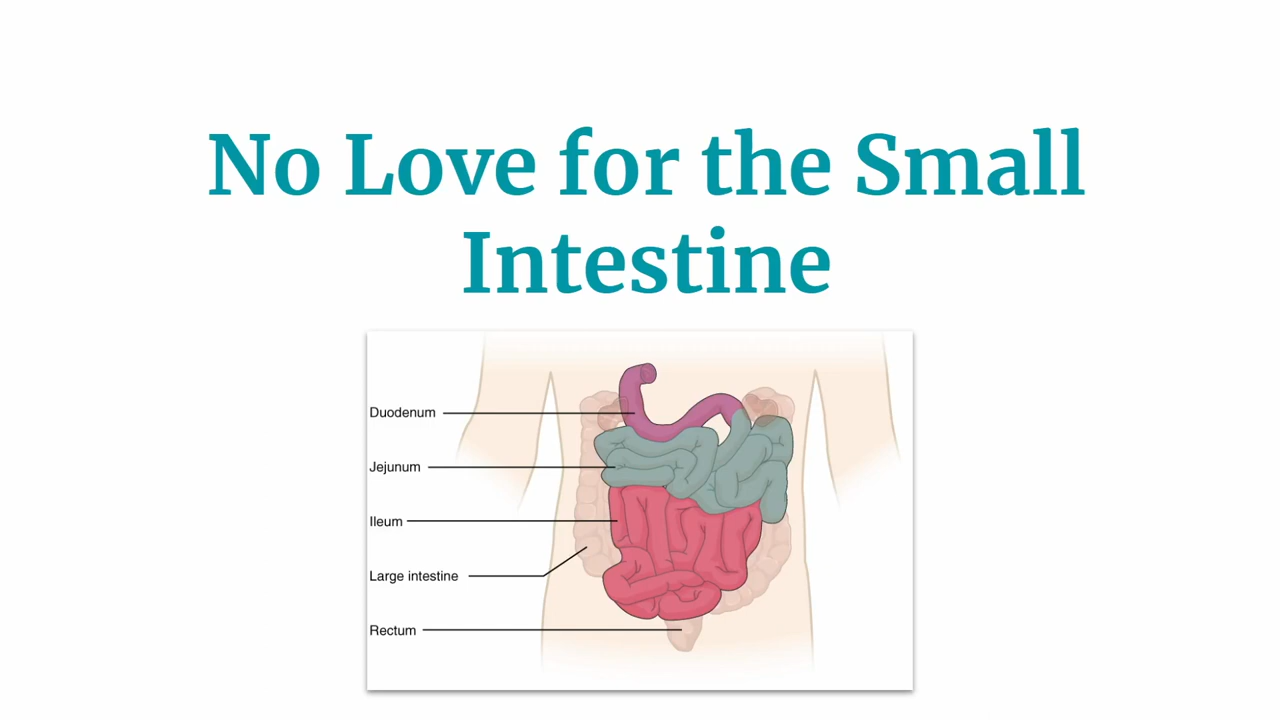 No Love for the Small
Intestine
Duodenum
Jejunum
Ileum
Large intestine
Rectum